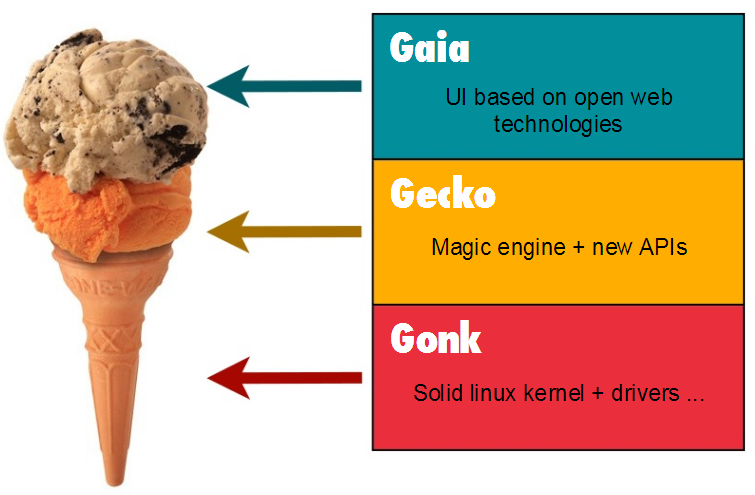 Gaia
UI based on open web
technologies
Gecko
Magic engine + new APIs
Gonk
Solid linux kernel + drivers ...